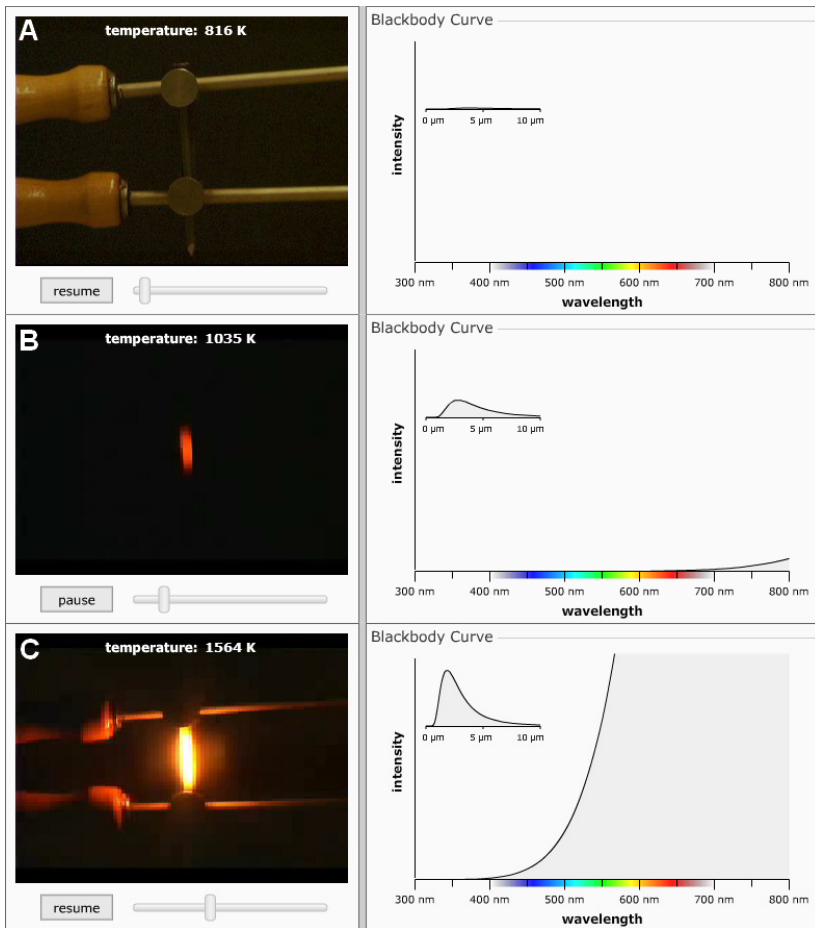 A
temperature: 816 K
resume
Blackbody Curve
intensity
0 µm 5 µm 10 µm
300 nm 400 nm 500 nm 600 nm 700 nm 800 nm
wavelength
B
temperature: 1035 K
pause
Blackbody Curve
intensity
0 µm 5 µm 10 µm
300 nm 400 nm 500 nm 600 nm 700 nm 800 nm
wavelength
C
temperature: 1564 K
resume
Blackbody Curve
intensity
0 µm 5 µm 10 µm
300 nm 400 nm 500 nm 600 nm 700 nm 800 nm
wavelength